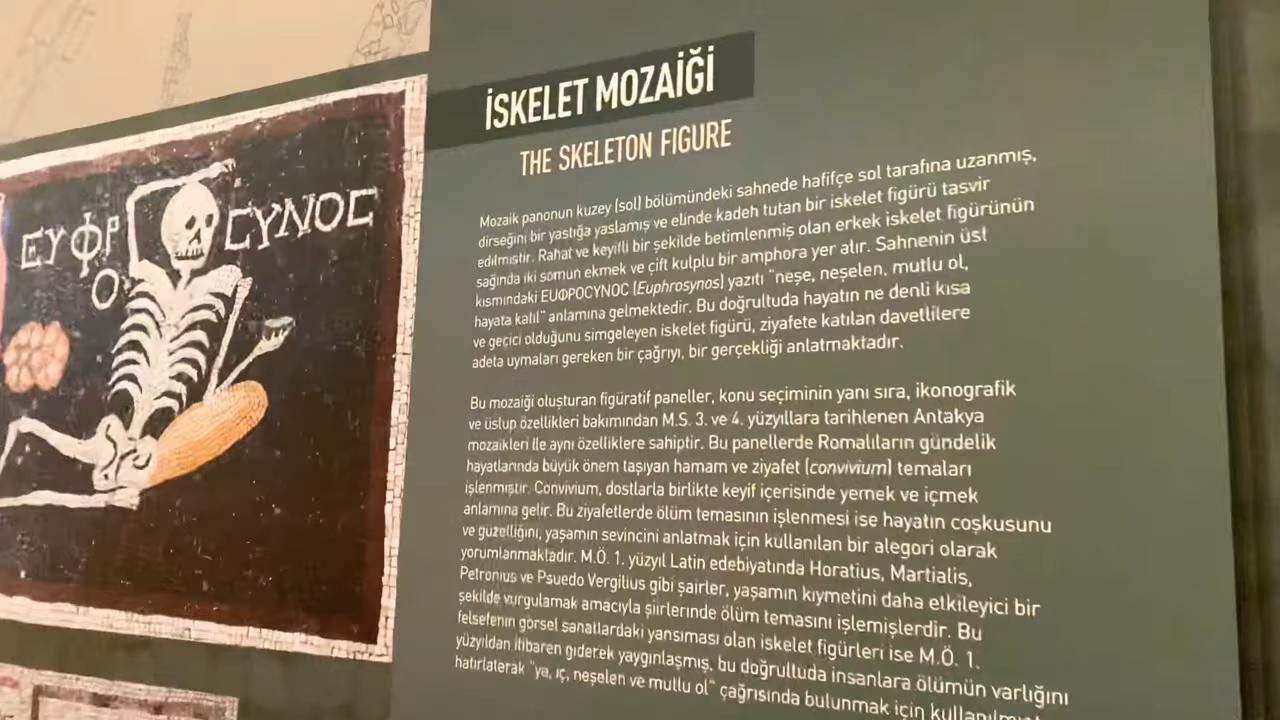 ΕΥΦΡ CΥΝΟC
Ο
İSKELET MOZAİĞİ
THE SKELETON FIGURE
Mozaik panonun kuzey (sol) bölümündeki sahnede hafifçe sol tarafına uzanmış,
dirseğini bir yastığa yaslamış ve elinde kadeh tutan bir iskelet figürü tasvir
edilmiştir. Rahat ve keyifli bir şekilde betimlenmiş olan erkek iskelet figürünün
sağında iki somun ekmek ve çift kulplu bir amphora yer alır. Sahnenin üst
kısmındaki EUΦPOCYNOC (Euphrosynos) yazıtı "neşe, neşelen, mutlu ol,
hayata katıl" anlamına gelmektedir. Bu doğrultuda hayatın ne denli kısa
ve geçici olduğunu simgeleyen iskelet figürü, ziyafete katılan davetlilere
adeta uymaları gereken bir çağrıyı, bir gerçekliği anlatmaktadır.
Bu mozaiği oluşturan figüratif paneller, konu seçiminin yanı sıra, ikonografik
ve üslup özellikleri bakımından M.S. 3. ve 4. yüzyıllara tarihlenen Antakya
mozaikleri ile aynı özelliklere sahiptir. Bu panellerde Romalıların gündelik
hayatlarında büyük önem taşıyan hamam ve ziyafet (convivium) temaları
işlenmiştir. Convivium, dostlarla birlikte keyif içerisinde yemek ve içmek
anlamına gelir. Bu ziyafetlerde ölüm temasının işlenmesi ise hayatın coşkusunu
ve güzelliğini, yaşamın sevincini anlatmak için kullanılan bir alegori olarak
yorumlanmaktadır. M.Ö. 1. yüzyıl Latin edebiyatında Horatius, Martialis,
Petronius ve Psuedo Vergilius gibi şairler, yaşamın kıymetini daha etkileyici bir
şekilde vurgulamak amacıyla şiirlerinde ölüm temasını işlemişlerdir. Bu
felsefenin görsel sanatlardaki yansıması olan iskelet figürleri ise M.Ö. 1.
yüzyıldan itibaren giderek yaygınlaşmış, bu doğrultuda insanlara ölümün varlığını
hatırlatarak "ye, iç, neşelen ve mutlu ol" çağrısında bulunmak için